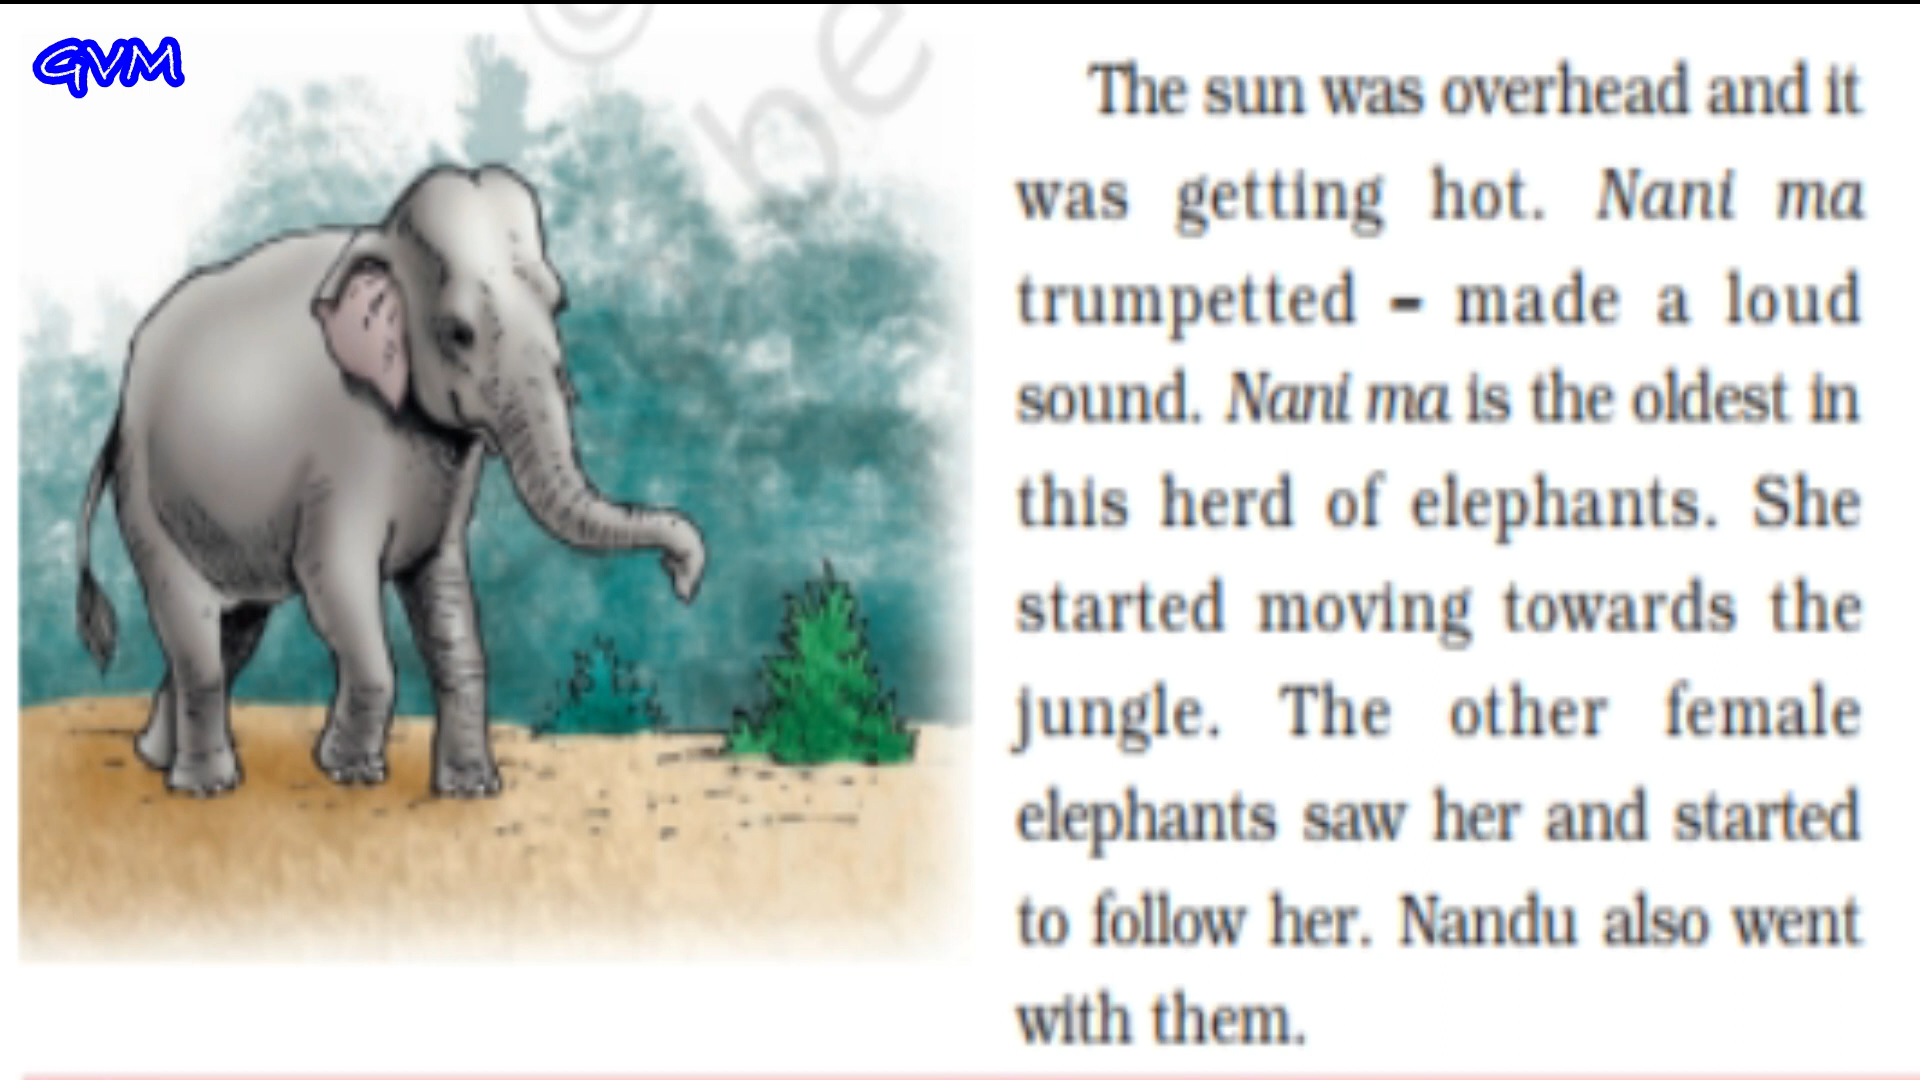 GVM
©
be
The sun was overhead and it
was getting hot. Nani ma
trumpetted – made a loud
sound. Nani ma is the oldest in
this herd of elephants. She
started moving towards the
jungle. The other female
elephants saw her and started
to follow her. Nandu also went
with them.